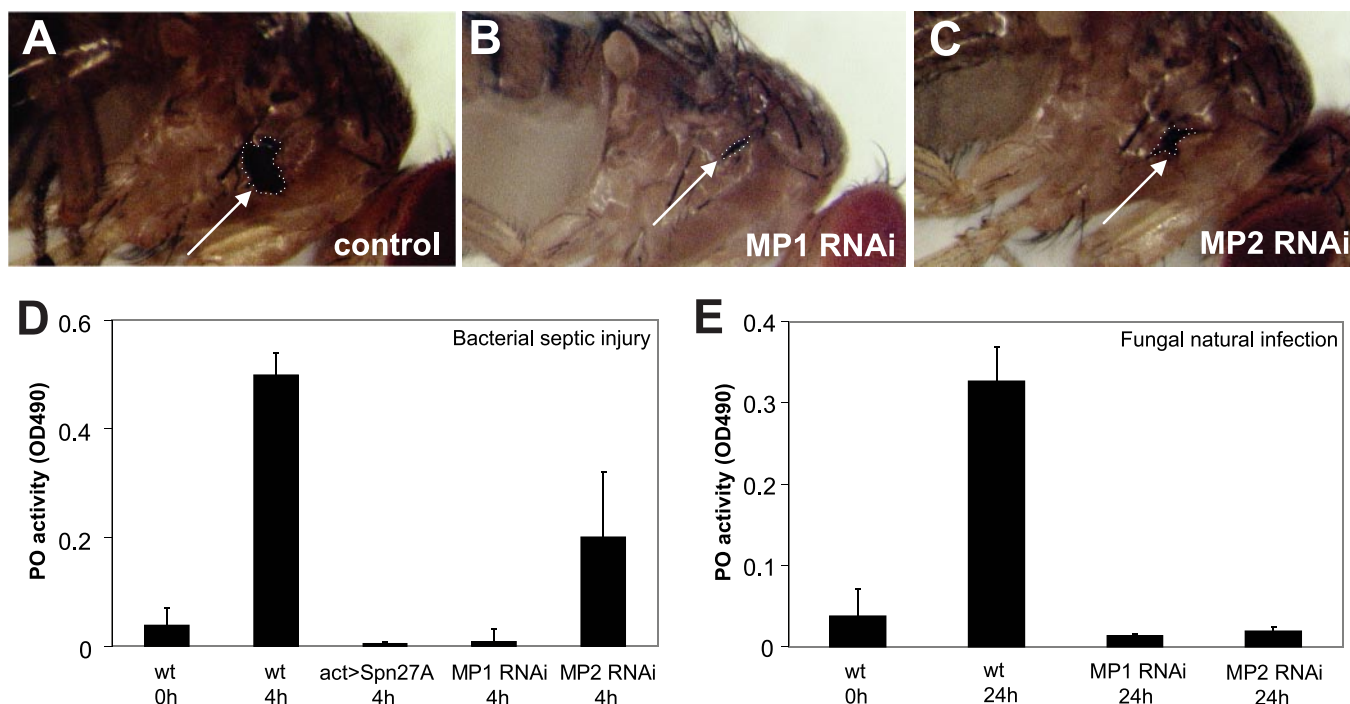 A
control
B
MP1 RNAi
C
MP2 RNAi
D
Bacterial septic injury
PO activity (OD490)
0.6
0.4
0.2
0
wt wt act>Spn27A MP1 RNAi MP2 RNAi
0h 4h 4h 4h 4h
E
Fungal natural infection
PO activity (OD490)
0.4
0.3
0.2
0.1
0
wt wt MP1 RNAi MP2 RNAi
0h 24h 24h 24h